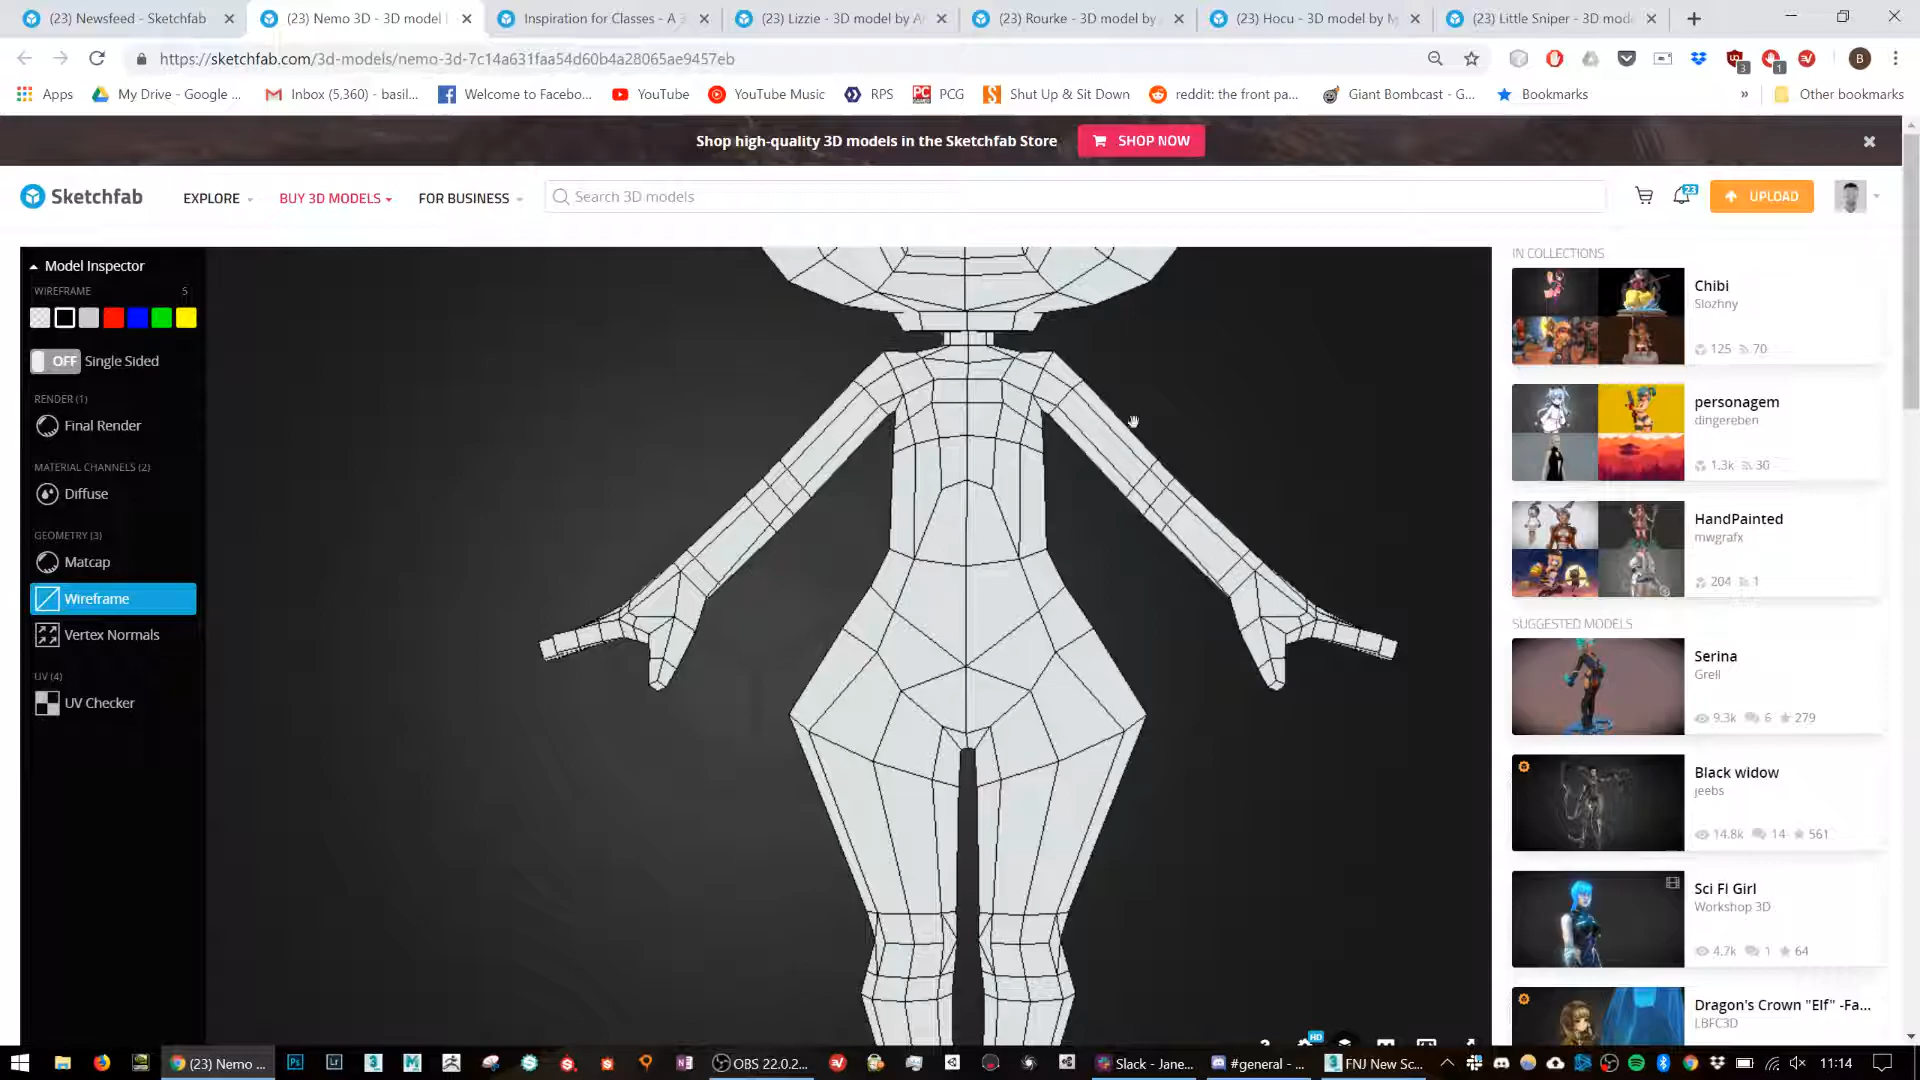 (23) Newsfeed - Sketchfab
(23) Nemo 3D - 3D model
Inspiration for Classes - A
(23) Lizzie - 3D model by
(23) Rourke - 3D model by
(23) Hocu - 3D model by
(23) Little Sniper - 3D mod
https://sketchfab.com/3d-models/nemo-3d-7c14a631faa54d60b4a28065ae9457eb
3
1
B
Apps
My Drive - Google ...
Inbox (5,360) - basil...
Welcome to Facebo...
YouTube
YouTube Music
RPS
PCG
Shut Up & Sit Down
reddit: the front pa...
Giant Bombcast - G...
Bookmarks
»
Other bookmarks
Shop high-quality 3D models in the Sketchfab Store
SHOP NOW
Sketchfab
EXPLORE
BUY 3D MODELS
FOR BUSINESS
Search 3D models
23
UPLOAD
Model Inspector
WIREFRAME 5
OFF Single Sided
RENDER (1)
Final Render
MATERIAL CHANNELS (2)
Diffuse
GEOMETRY (3)
Matcap
Wireframe
Vertex Normals
UV (4)
UV Checker
HD
IN COLLECTIONS
Chibi
Slozhny
125 70
personagem
dingereben
1.3k 30
HandPainted
mwgrafx
204 1
SUGGESTED MODELS
Serina
Grell
9.3k 6 279
Black widow
jeebs
14.8k 14 561
Sci FI Girl
Workshop 3D
4.7k 1 64
Dragon's Crown "Elf" -Fa...
LBFC3D
(23) Nemo ...
OBS 22.0.2...
Slack - Jane...
#general - ...
FNJ New Sc...
11:14